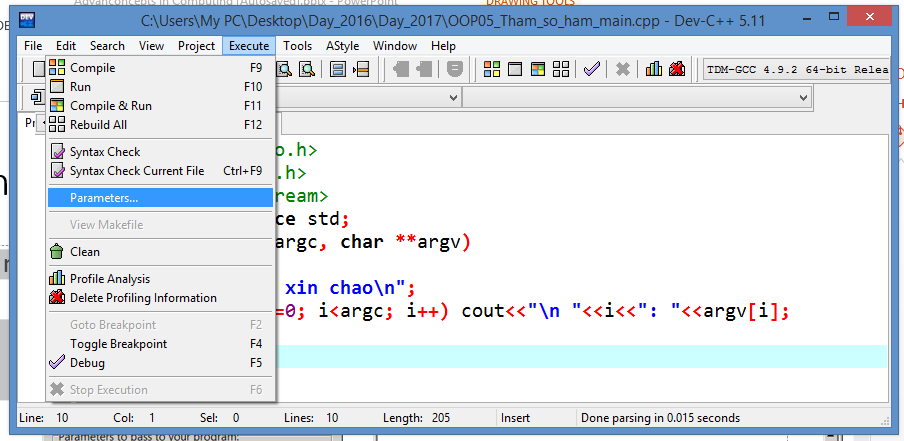 Advanconcepts in Computing [Autosaved].pptx - PowerPoint
DRAWING TOOLS
C:\Users\My PC\Desktop\Day_2016\Day_2017\OOP05_Tham_so_ham_main.cpp - Dev-C++ 5.11
File Edit Search View Project Execute Tools AStyle Window Help
TDM-GCC 4.9.2 64-bit Relea
Compile F9
Run F10
Compile & Run F11
Rebuild All F12
Syntax Check
Syntax Check Current File Ctrl+F9
Parameters...
View Makefile
Clean
Profile Analysis
Delete Profiling Information
Goto Breakpoint F2
Toggle Breakpoint F4
Debug F5
Stop Execution F6
o.h>
.h>
ream>
ce std;
argc, char **argv)
xin chao\n";
=0; i<argc; i++) cout<<"\n "<<i<<": "<<argv[i];
Line: 10 Col: 1 Sel: 0 Lines: 10 Length: 205 Insert Done parsing in 0.015 seconds
Parameters to pass to your program: